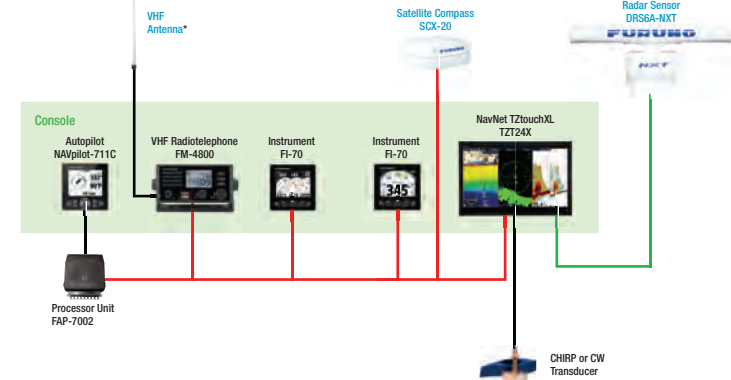 VHF
Antenna*
Satellite Compass
SCX-20
FURUNO
Radar Sensor
DRS6A-NXT
FURUNO
NXT
Console
Autopilot
NAVpilot-711C
VHF Radiotelephone
FM-4800
Instrument
FI-70
Instrument
FI-70
345
NavNet TZtouchXL
TZT24X
Processor Unit
FAP-7002
CHIRP or CW
Transducer